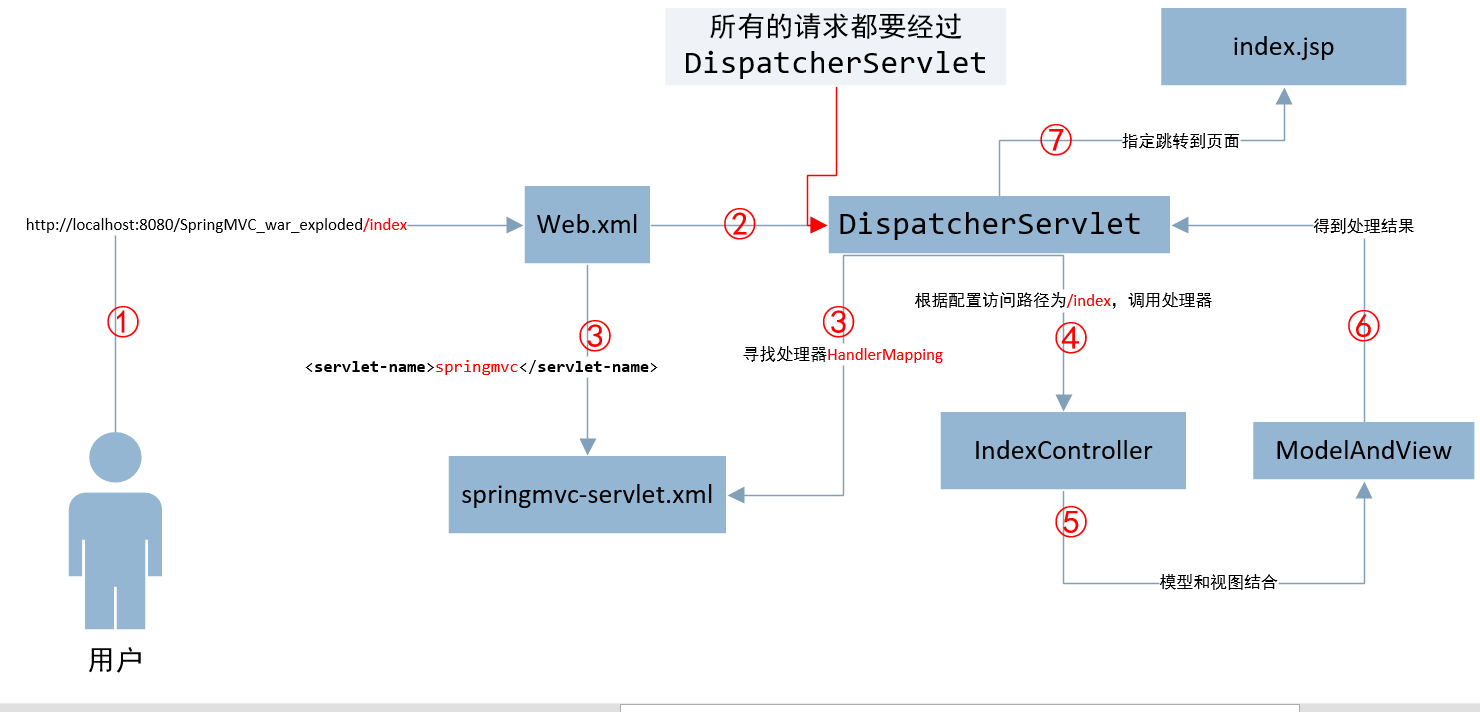 所有的请求都要经过
DispatcherServlet
index.jsp
⑦
指定跳转到页面
http://localhost:8080/SpringMVC_war_exploded/index
Web.xml
②
DispatcherServlet
得到处理结果
①
③
<servlet-name>springmvc</servlet-name>
③
寻找处理器HandlerMapping
根据配置访问路径为/index，调用处理器
④
⑥
springmvc-servlet.xml
IndexController
ModelAndView
⑤
模型和视图结合
用户